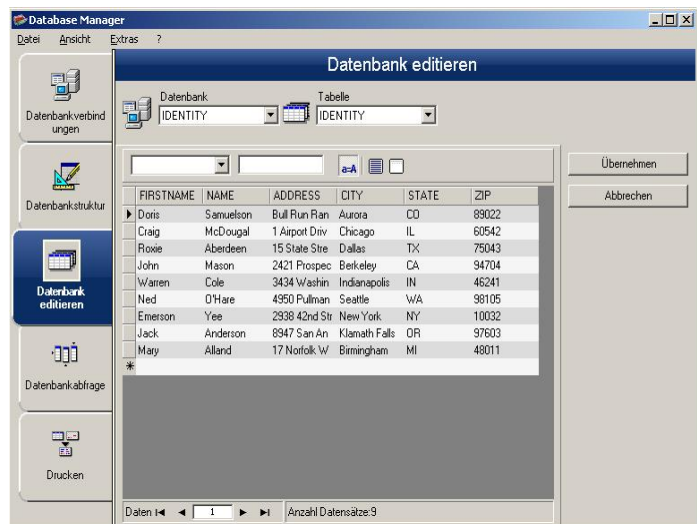 Database Manager
Datei Ansicht Extras ?
Datenbank editieren
Datenbankverbind
ungen
Datenbankstruktur
Datenbank
editieren
Datenbankabfrage
Drucken
Datenbank Tabelle
IDENTITY IDENTITY
a=A
Übernehmen
Abbrechen
FIRSTNAME NAME ADDRESS CITY STATE ZIP
Doris Samuelson Bull Run Ran Aurora CO 89022
Craig McDougal 1 Airport Driv Chicago IL 60542
Roxie Aberdeen 15 State Stre Dallas TX 75043
John Mason 2421 Prospec Berkeley CA 94704
Warren Cole 3434 Washin Indianapolis IN 46241
Ned O'Hare 4950 Pullman Seattle WA 98105
Emerson Yee 2938 42nd Str New York NY 10032
Jack Anderson 8947 San An Klamath Falls OR 97603
Mary Alland 17 Norfolk W Birmingham MI 48011
Daten 1 Anzahl Datensätze:9